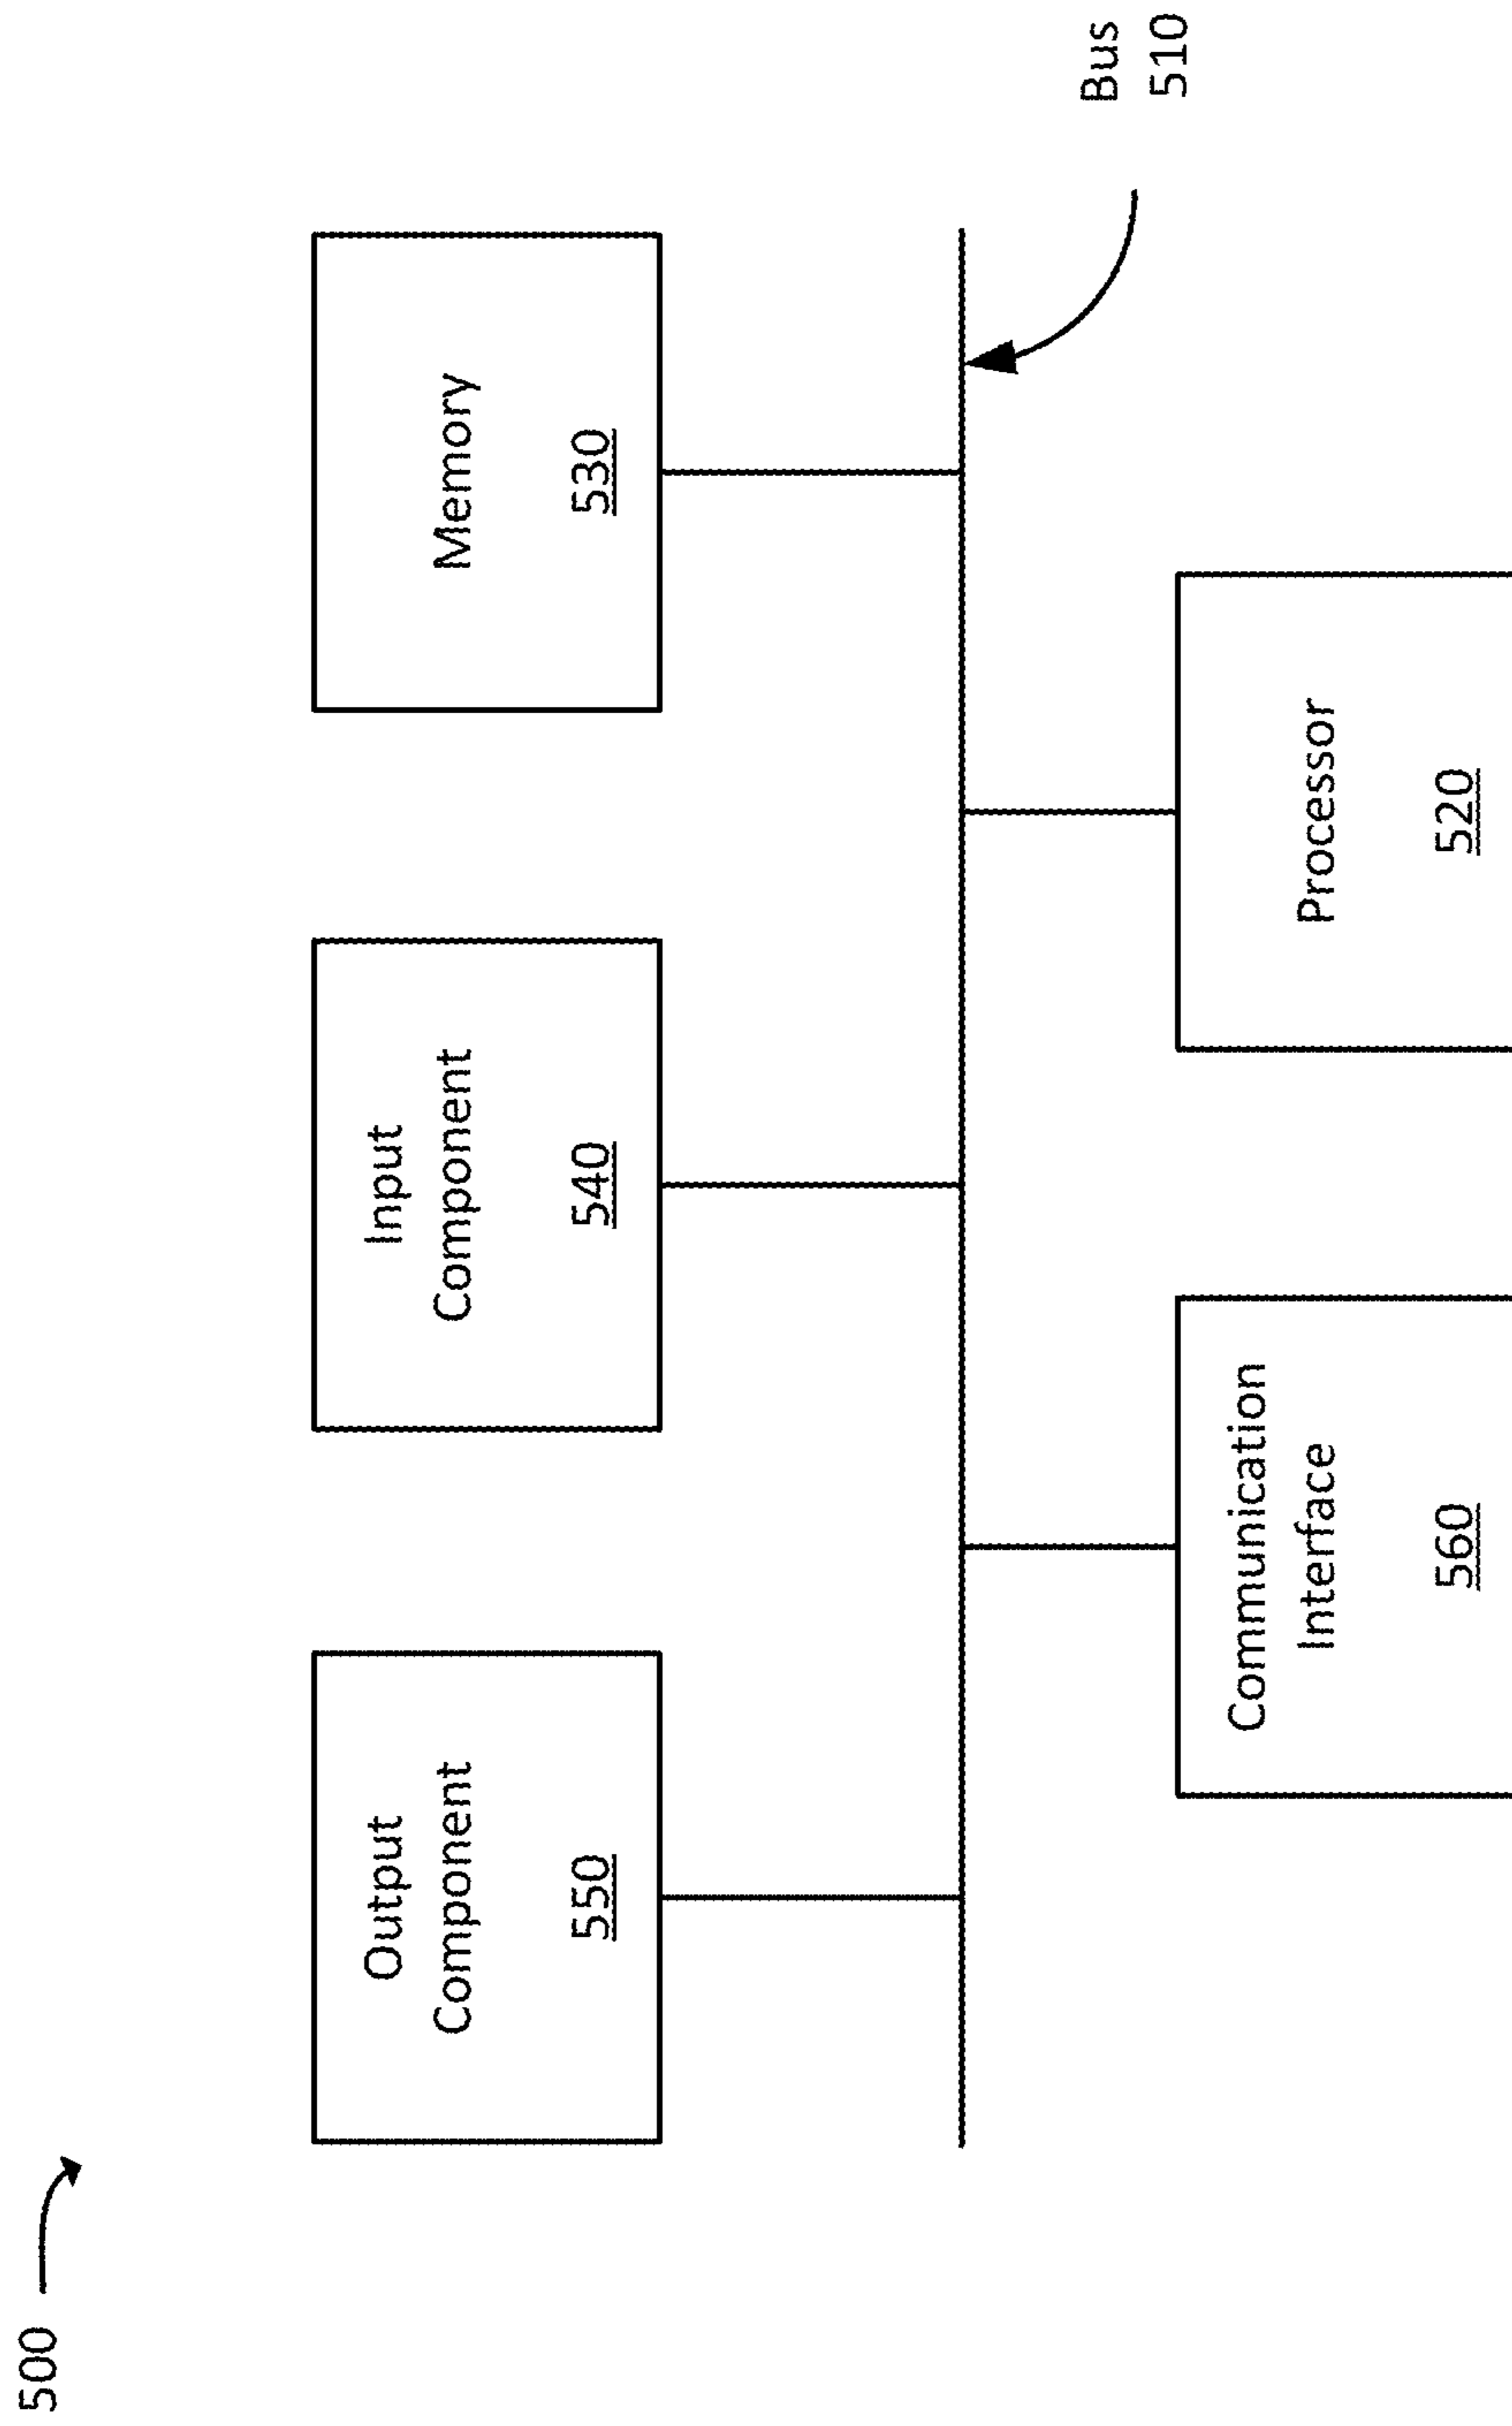 500
Output
Component
550
Input
Component
540
Memory
530
Bus
510
Communication
Interface
560
Processor
520